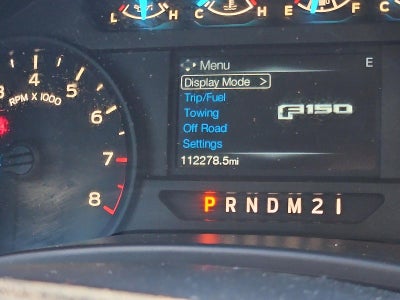 L H C H E F
Menu E
Display Mode >
Trip/Fuel
Towing
F150
Off Road
Settings
112278.5mi
4 5 6 7 8
RPM X 1000
P R N D M 2 1